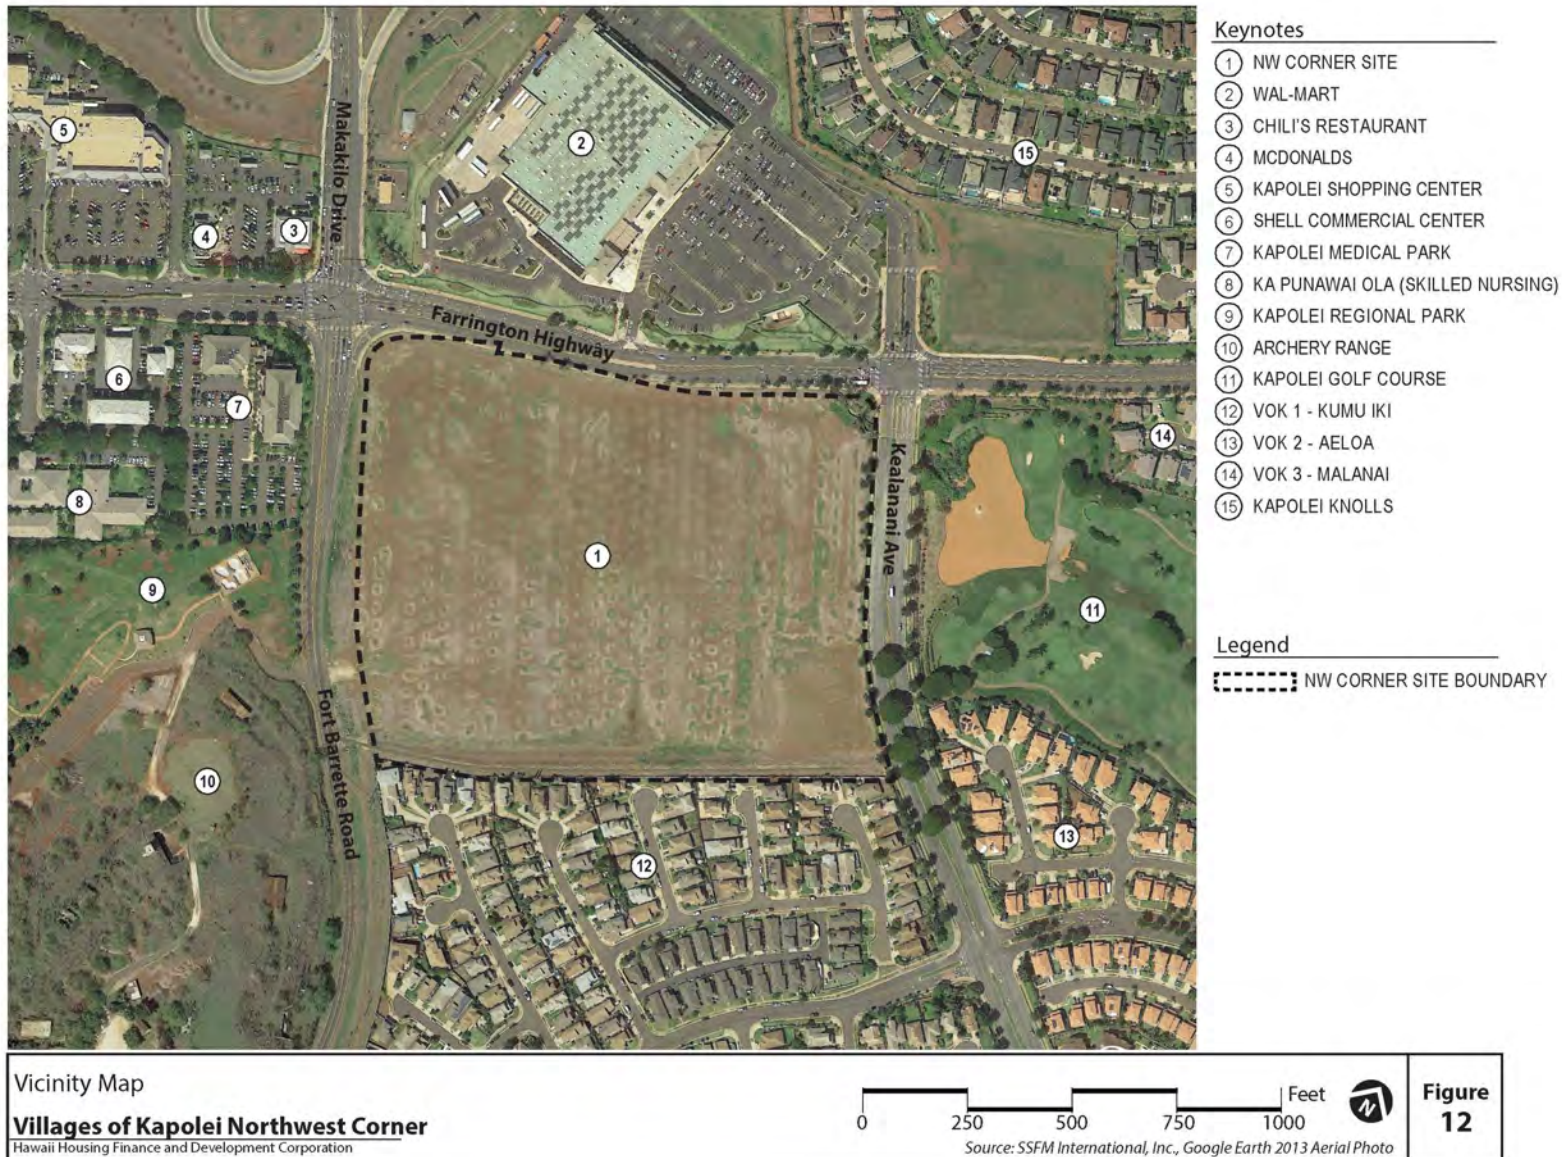 Keynotes
1 NW CORNER SITE
2 WAL-MART
3 CHILI'S RESTAURANT
4 MCDONALDS
5 KAPOLEI SHOPPING CENTER
6 SHELL COMMERCIAL CENTER
7 KAPOLEI MEDICAL PARK
8 KA PUNAWAI OLA (SKILLED NURSING)
9 KAPOLEI REGIONAL PARK
10 ARCHERY RANGE
11 KAPOLEI GOLF COURSE
12 VOK 1 - KUMU IKI
13 VOK 2 - AELOA
14 VOK 3 - MALANAI
15 KAPOLEI KNOLLS
Legend
NW CORNER SITE BOUNDARY
5
2
15
Makakilo Drive
3
4
Farrington Highway
6
7
14
Kealanani Ave
8
1
9
11
10
Fort Barrette Road
13
12
Vicinity Map
Villages of Kapolei Northwest Corner
Hawaii Housing Finance and Development Corporation
Feet
0 250 500 750 1000
N
Source: SSFM International, Inc., Google Earth 2013 Aerial Photo
Figure
12